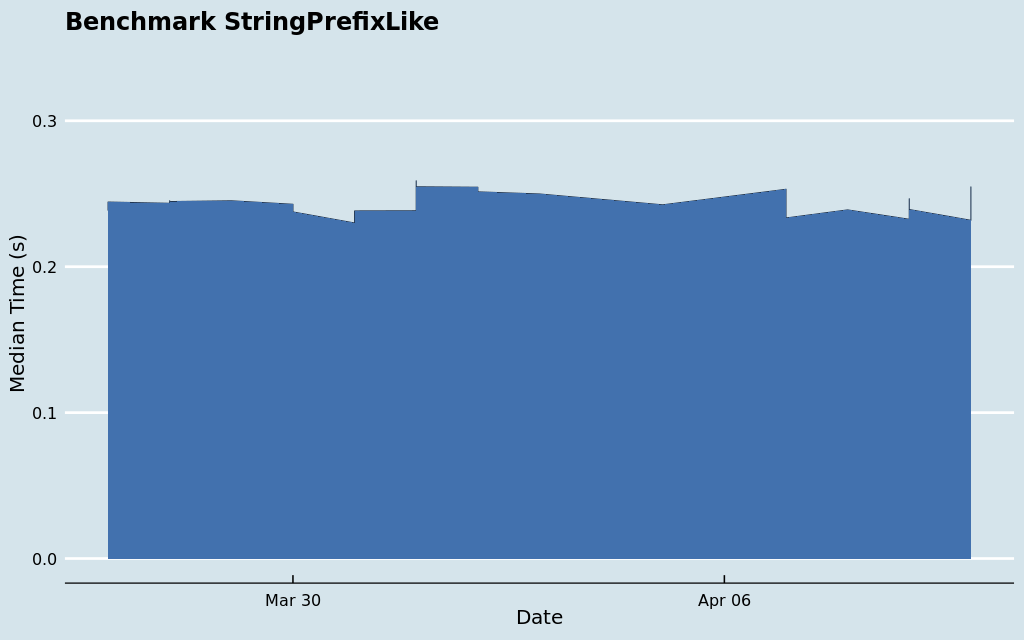 Benchmark StringPrefixLike
0.3
0.2
0.1
0.0
Median Time (s)
Mar 30
Apr 06
Date